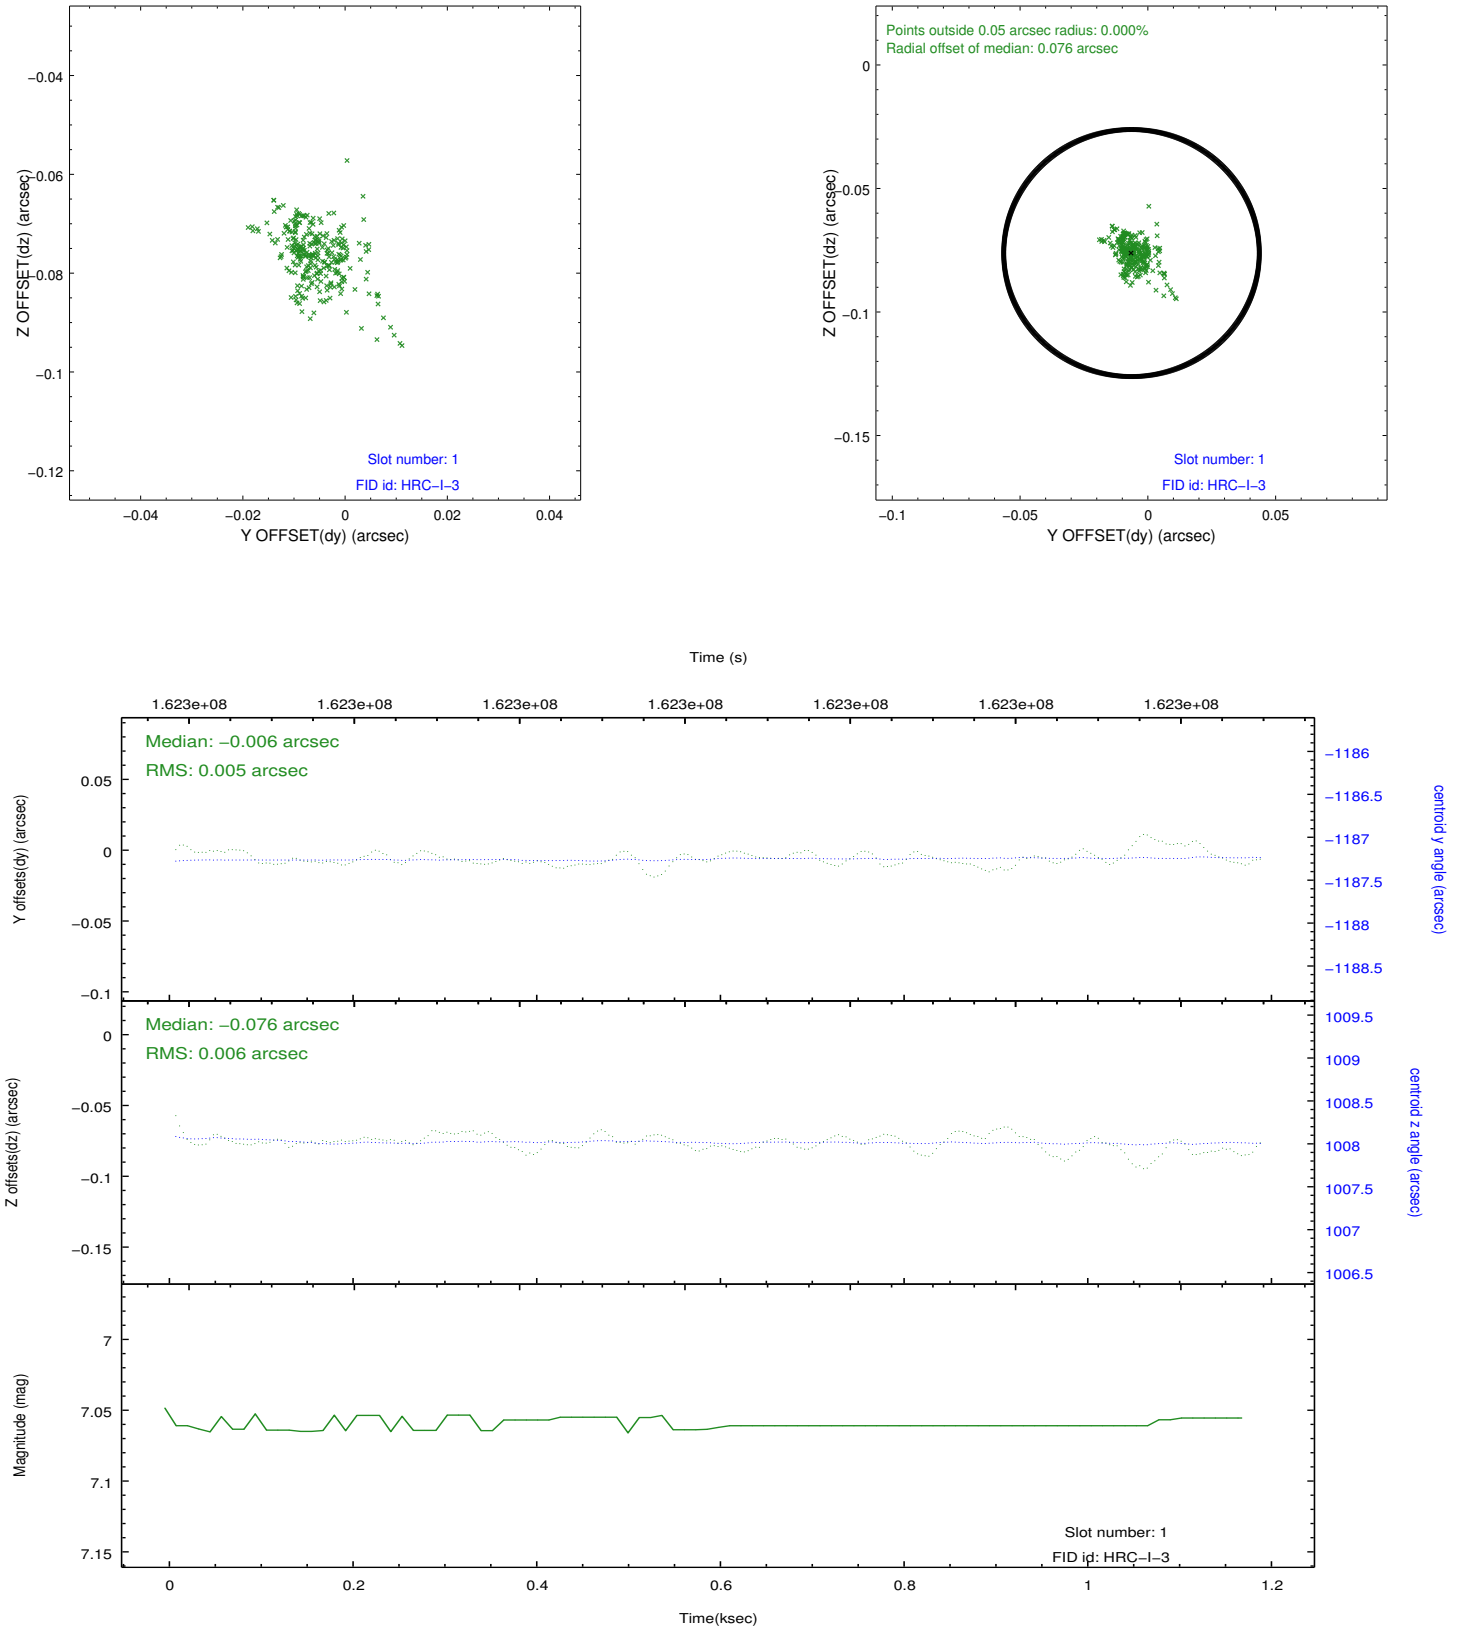 −0.04
−0.06
−0.08
−0.1
−0.12
Z OFFSET(dz) (arcsec)
−0.04 −0.02 0 0.02 0.04
Y OFFSET(dy) (arcsec)
Slot number: 1
FID id: HRC−I−3
Points outside 0.05 arcsec radius: 0.000%
Radial offset of median: 0.076 arcsec
0
−0.05
−0.1
−0.15
Z OFFSET(dz) (arcsec)
−0.1 −0.05 0 0.05
Y OFFSET(dy) (arcsec)
Slot number: 1
FID id: HRC−I−3
Time (s)
1.623e+08 1.623e+08 1.623e+08 1.623e+08 1.623e+08 1.623e+08 1.623e+08
Median: −0.006 arcsec
RMS: 0.005 arcsec
0.05
0
−0.05
−0.1
Y offsets(dy) (arcsec)
−1186
−1186.5
−1187
−1187.5
−1188
−1188.5
centroid y angle (arcsec)
Median: −0.076 arcsec
RMS: 0.006 arcsec
0
−0.05
−0.1
−0.15
Z offsets(dz) (arcsec)
1009.5
1009
1008.5
1008
1007.5
1007
1006.5
centroid z angle (arcsec)
7
7.05
7.1
7.15
Magnitude (mag)
Slot number: 1
FID id: HRC−I−3
0 0.2 0.4 0.6 0.8 1 1.2
Time(ksec)